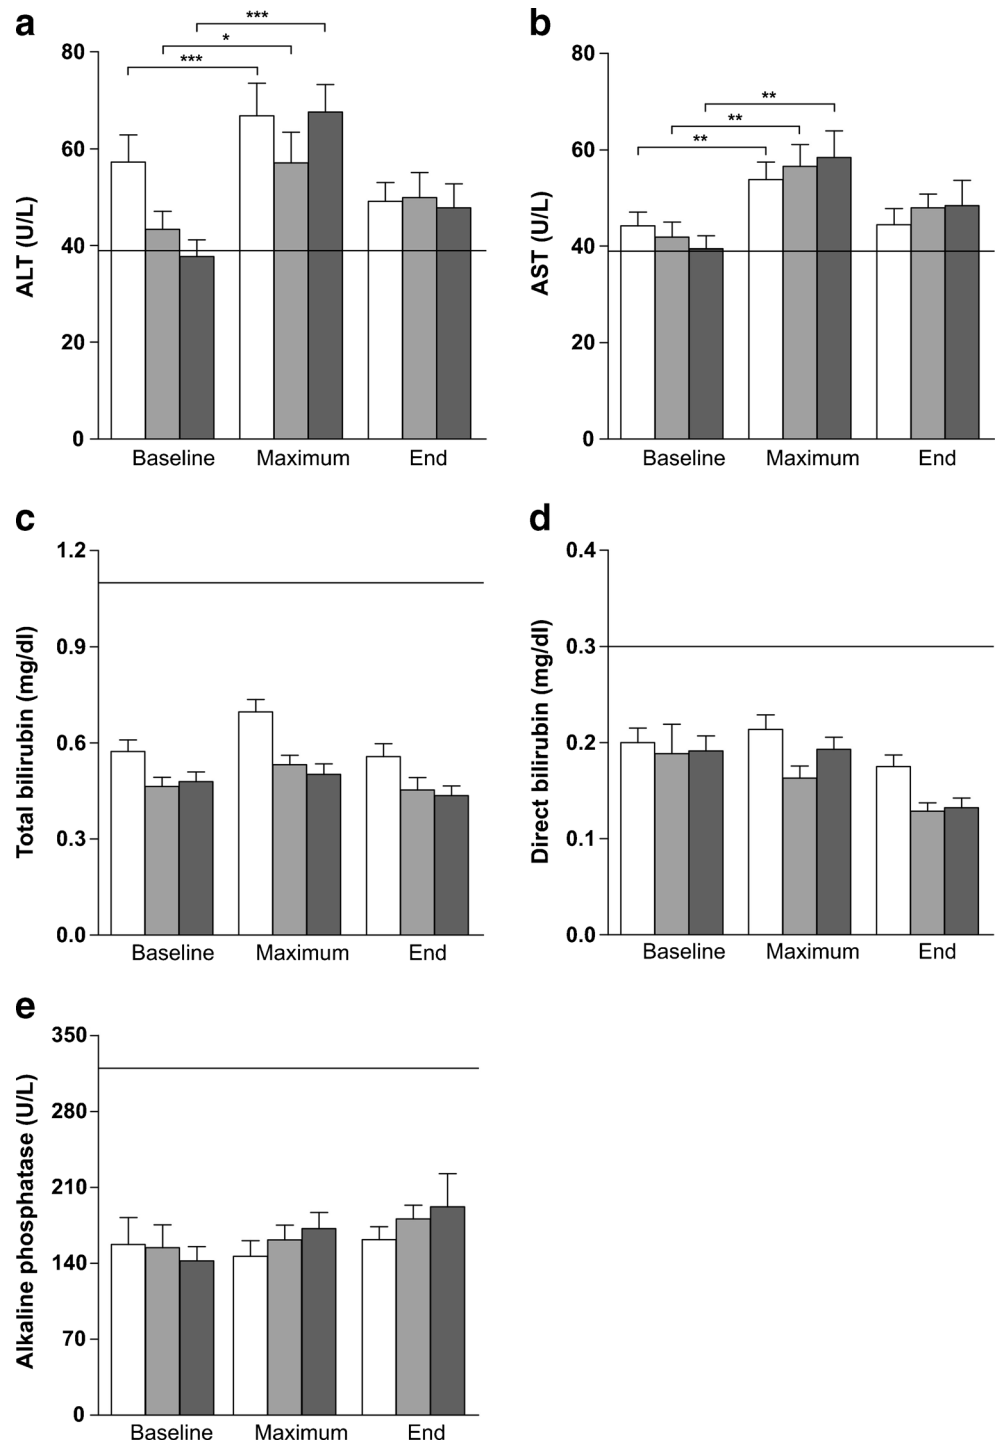 a
***
*
***
80
60
40
20
0
ALT (U/L)
Baseline Maximum End
b
**
**
**
80
60
40
20
0
AST (U/L)
Baseline Maximum End
c
1.2
0.9
0.6
0.3
0.0
Total bilirubin (mg/dl)
Baseline Maximum End
d
0.4
0.3
0.2
0.1
0.0
Direct bilirubin (mg/dl)
Baseline Maximum End
e
350
280
210
140
70
0
Alkaline phosphatase (U/L)
Baseline Maximum End